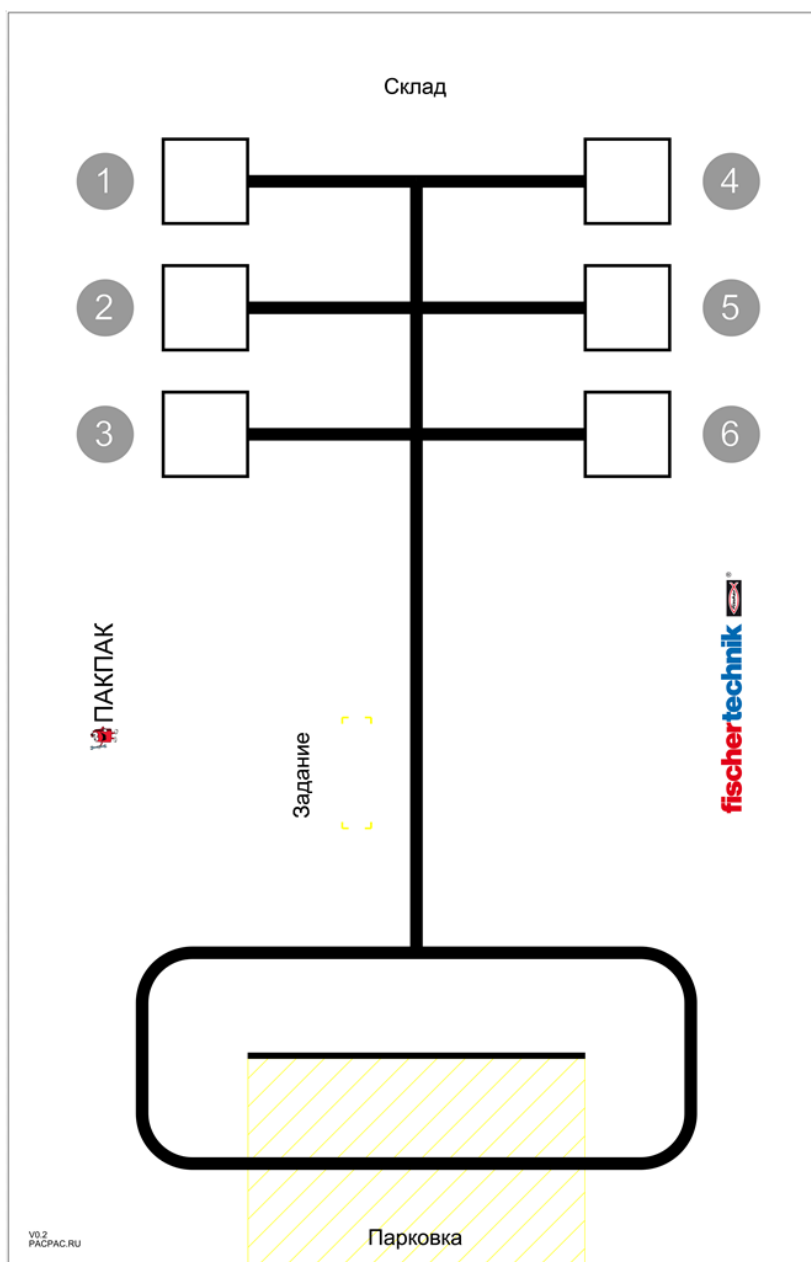 Склад
1
4
2
5
3
6
ПАКПАК
fischertechnik
®
Задание
Парковка
V0.2
PACPAC.RU